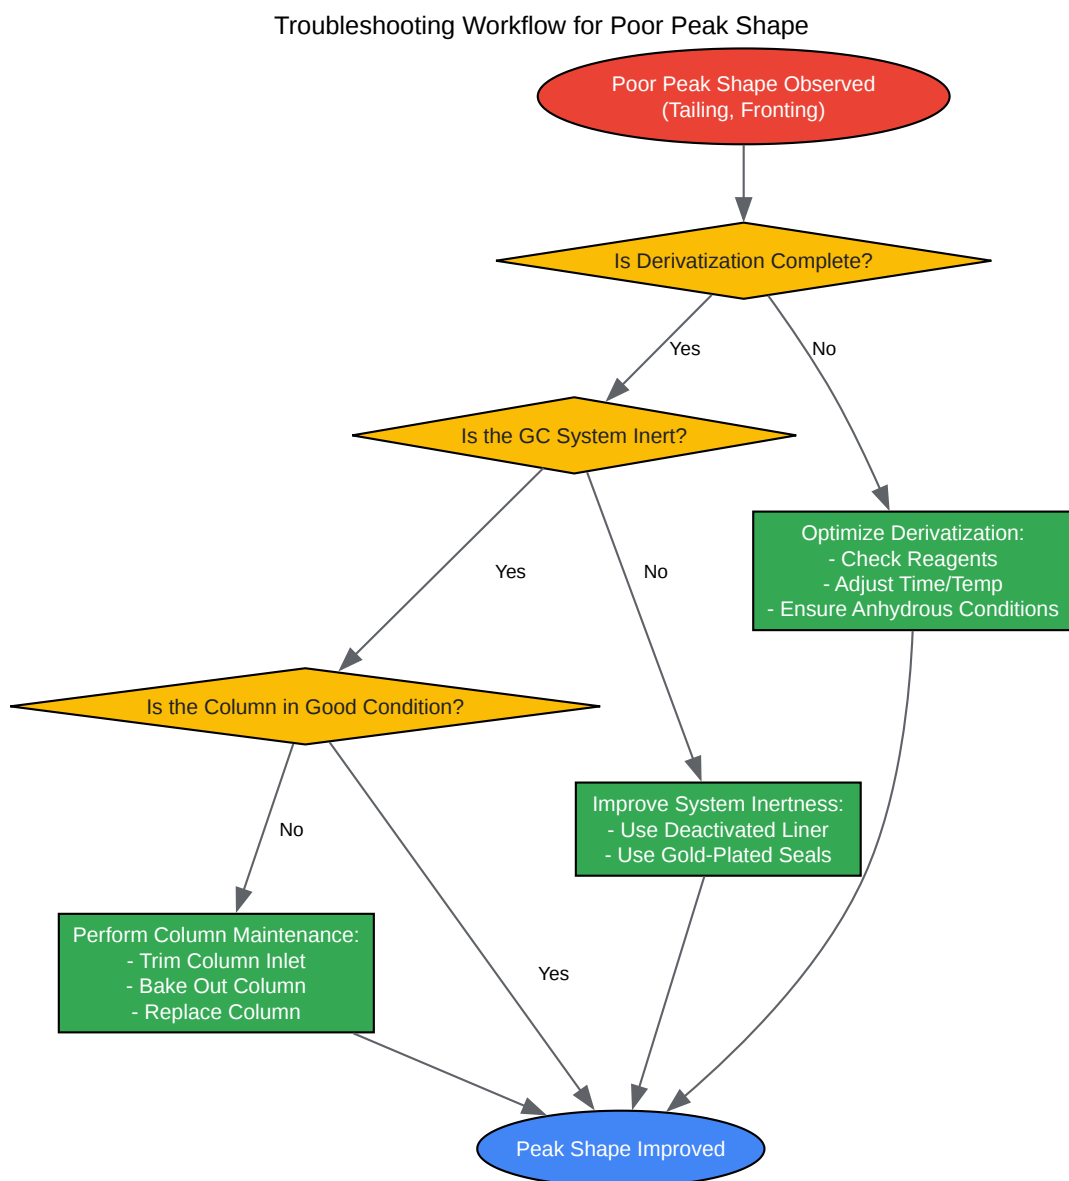 Troubleshooting Workflow for Poor Peak Shape
Poor Peak Shape Observed
(Tailing, Fronting)
Is Derivatization Complete?
Yes
No
Is the GC System Inert?
Optimize Derivatization:
- Check Reagents
- Adjust Time/Temp
- Ensure Anhydrous Conditions
Yes
No
Is the Column in Good Condition?
Improve System Inertness:
- Use Deactivated Liner
- Use Gold-Plated Seals
No
Yes
Perform Column Maintenance:
- Trim Column Inlet
- Bake Out Column
- Replace Column
Peak Shape Improved